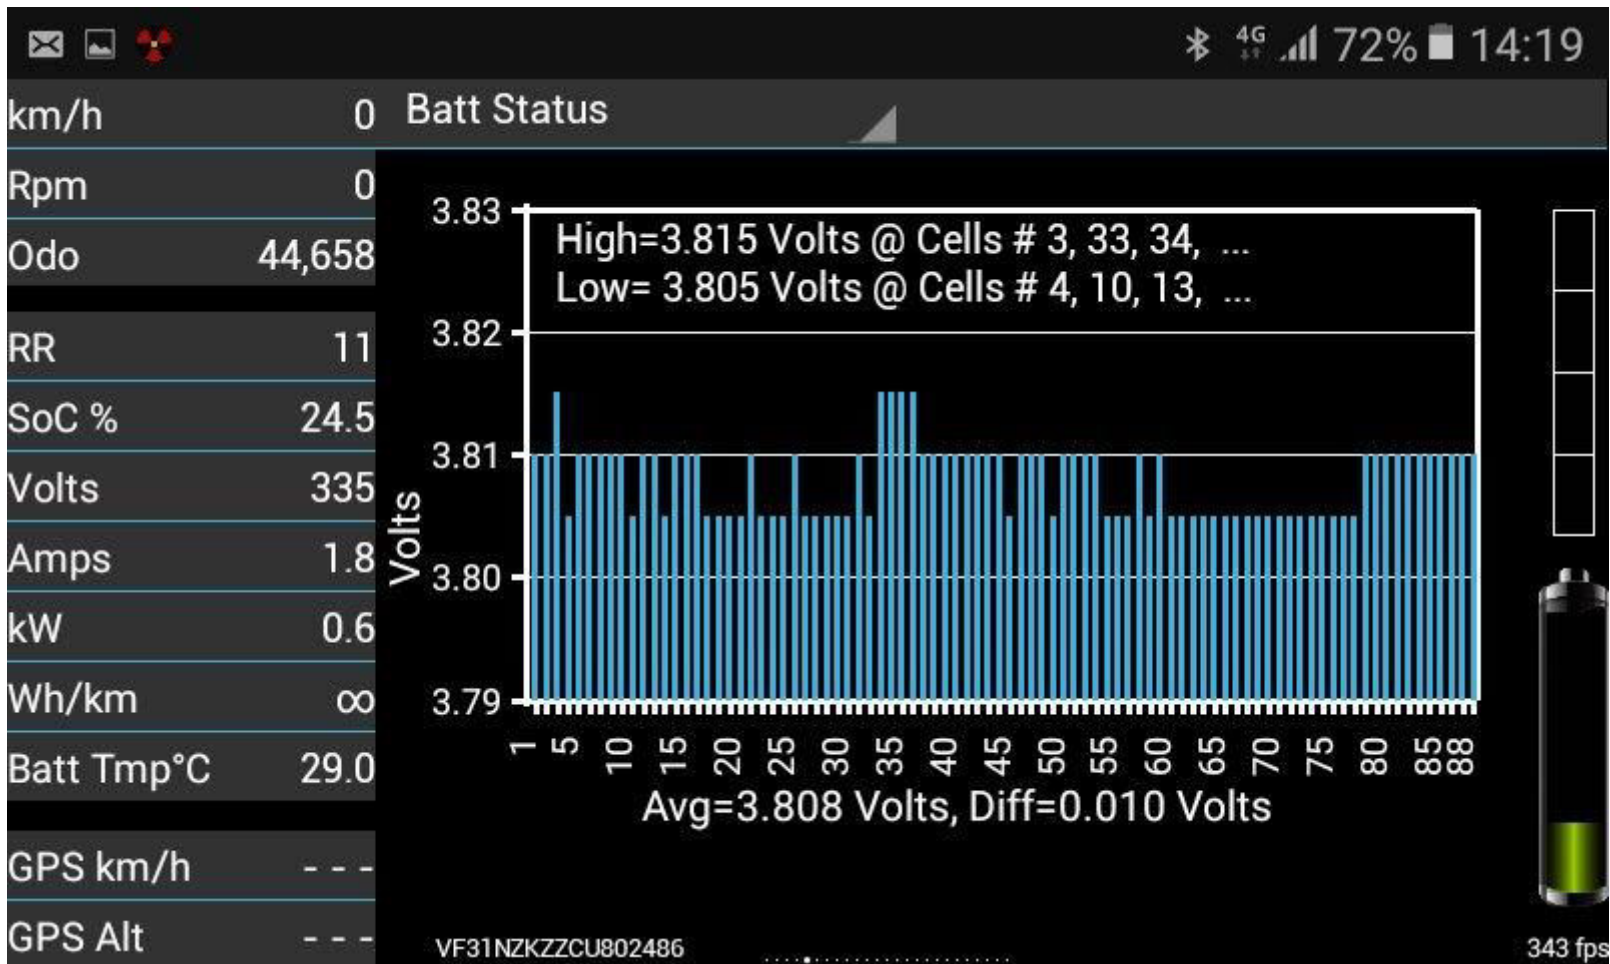 4G 72% 14:19
km/h 0
Batt Status
Rpm 0
Odo 44,658
RR 11
SoC % 24.5
Volts 335
Amps 1.8
kW 0.6
Wh/km ∞
Batt Tmp°C 29.0
GPS km/h - - -
GPS Alt - - -
High=3.815 Volts @ Cells # 3, 33, 34, ...
Low= 3.805 Volts @ Cells # 4, 10, 13, ...
3.83
3.82
3.81
3.80
3.79
Volts
1 5 10 15 20 25 30 35 40 45 50 55 60 65 70 75 80 85 88
Avg=3.808 Volts, Diff=0.010 Volts
VF31NZKZZCU802486
343 fps